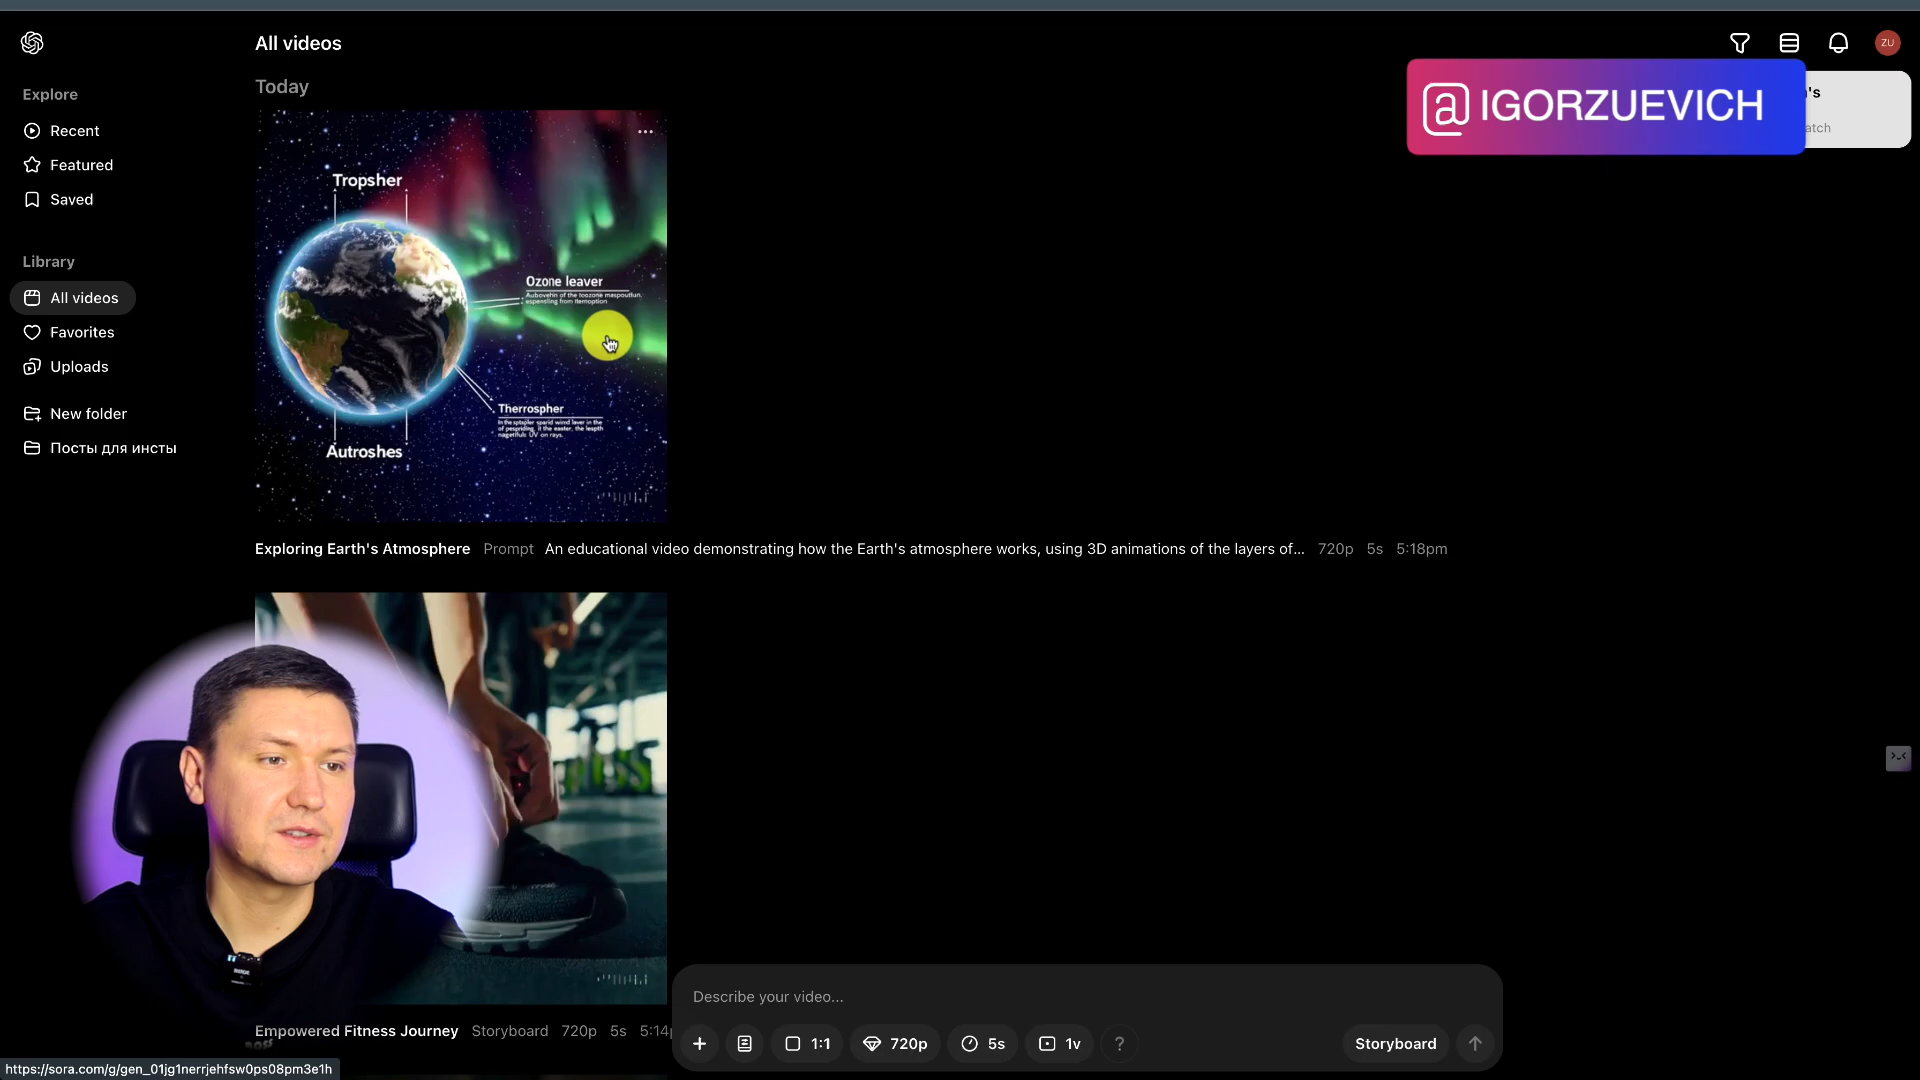 All videos
ZU
@IGORZUEVICH
's
atch
Explore
Recent
Featured
Saved
Library
All videos
Favorites
Uploads
New folder
Посты для инсты
Today
Tropsher
Ozone leaver
Therrospher
Autroshes
Exploring Earth's Atmosphere Prompt An educational video demonstrating how the Earth's atmosphere works, using 3D animations of the layers of... 720p 5s 5:18pm
Empowered Fitness Journey Storyboard 720p 5s 5:14
Describe your video...
1:1 720p 5s 1v ? Storyboard
https://sora.com/g/gen_01jg1nerrjehfsw0ps08pm3e1h